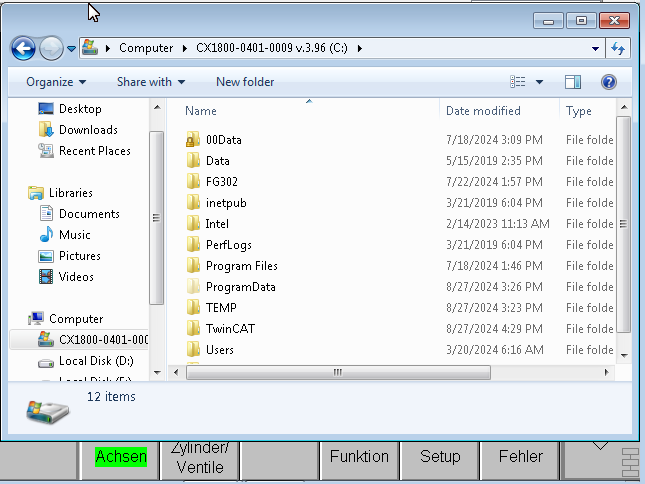 Computer CX1800-0401-0009 v.3.96 (C:)
Organize Share with New folder
Desktop
Downloads
Recent Places
Libraries
Documents
Music
Pictures
Videos
Computer
CX1800-0401-000
Local Disk (D:)
Local Disk (E:)
Name Date modified Type
00Data 7/18/2024 3:09 PM File folde
Data 5/15/2019 2:35 PM File folde
FG302 7/22/2024 1:57 PM File folde
inetpub 3/21/2019 6:04 PM File folde
Intel 2/14/2023 11:13 AM File folde
PerfLogs 3/21/2019 6:04 PM File folde
Program Files 7/18/2024 1:46 PM File folde
ProgramData 8/27/2024 3:26 PM File folde
TEMP 8/27/2024 3:23 PM File folde
TwinCAT 8/27/2024 4:29 PM File folde
Users 3/20/2024 6:16 AM File folde
12 items
Achsen
Zylinder/
Ventile
Funktion
Setup
Fehler